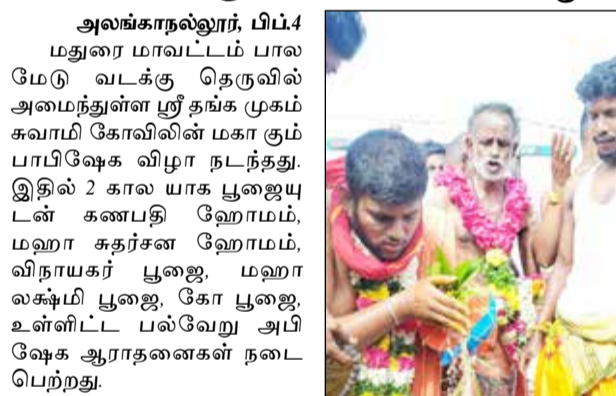 அலங்காநல்லூர், பிப்.4
மதுரை மாவட்டம் பால
மேடு வடக்கு தெருவில்
அமைந்துள்ள ஸ்ரீ தங்க முகம்
சுவாமி கோவிலின் மகா கும்
பாபிஷேக விழா நடந்தது.
இதில் 2 கால யாக பூஜையு
டன் கணபதி ஹோமம்,
மஹா சுதர்சன ஹோமம்,
விநாயகர் பூஜை, மஹா
லக்ஷ்மி பூஜை, கோ பூஜை,
உள்ளிட்ட பல்வேறு அபி
ஷேக ஆராதனைகள் நடை
பெற்றது.